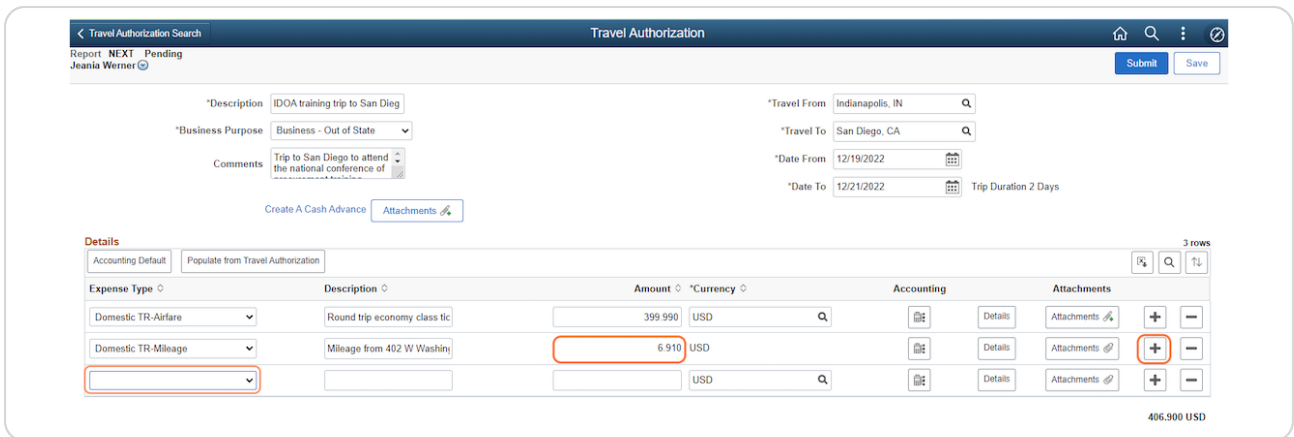 Travel Authorization Search
Travel Authorization
Report NEXT Pending
Jeania Werner
Submit Save
*Description IDOA training trip to San Dieg
*Travel From Indianapolis, IN
*Business Purpose Business - Out of State
*Travel To San Diego, CA
Comments Trip to San Diego to attend
the national conference of
*Date From 12/19/2022
*Date To 12/21/2022 Trip Duration 2 Days
Create A Cash Advance Attachments
Details
3 rows
Accounting Default Populate from Travel Authorization
Expense Type Description Amount *Currency Accounting Attachments
Domestic TR-Airfare Round trip economy class tic 399.990 USD Details Attachments
Domestic TR-Mileage Mileage from 402 W Washing 6.910 USD Details Attachments
USD Details Attachments
406.900 USD